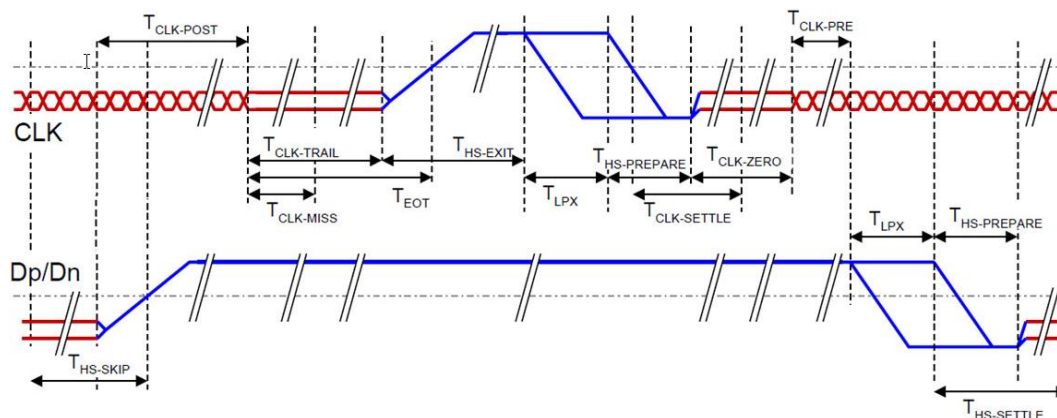 TCLK-POST
TCLK-PRE
CLK
TCLK-TRAIL
THS-EXIT
THS-PREPARE
TCLK-ZERO
TEOT
TLPX
TCLK-MISS
TCLK-SETTLE
TLPX
THS-PREPARE
Dp/Dn
THS-SKIP
THS-SETTLE